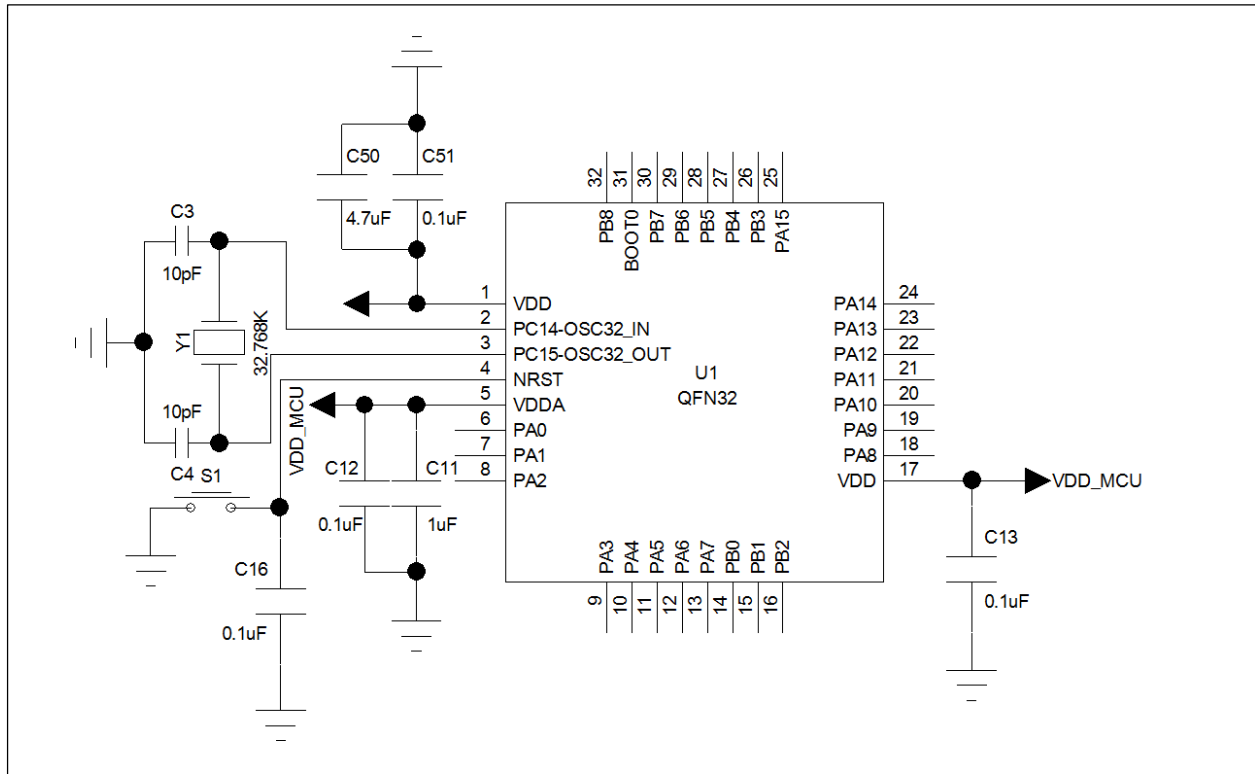 C50
C51
4.7uF
0.1uF
C3
10pF
Y1
32.768K
10pF
C4
S1
VDD_MCU
C12
C11
0.1uF
1uF
C16
0.1uF
32
31
30
29
28
27
26
25
PB8
BOOT0
PB7
PB6
PB5
PB4
PB3
PA15
1 VDD
2 PC14-OSC32_IN
3 PC15-OSC32_OUT
4 NRST
5 VDDA
6 PA0
7 PA1
8 PA2
U1
QFN32
PA14 24
PA13 23
PA12 22
PA11 21
PA10 20
PA9 19
PA8 18
VDD 17
VDD_MCU
C13
0.1uF
PA3
PA4
PA5
PA6
PA7
PB0
PB1
PB2
9
10
11
12
13
14
15
16